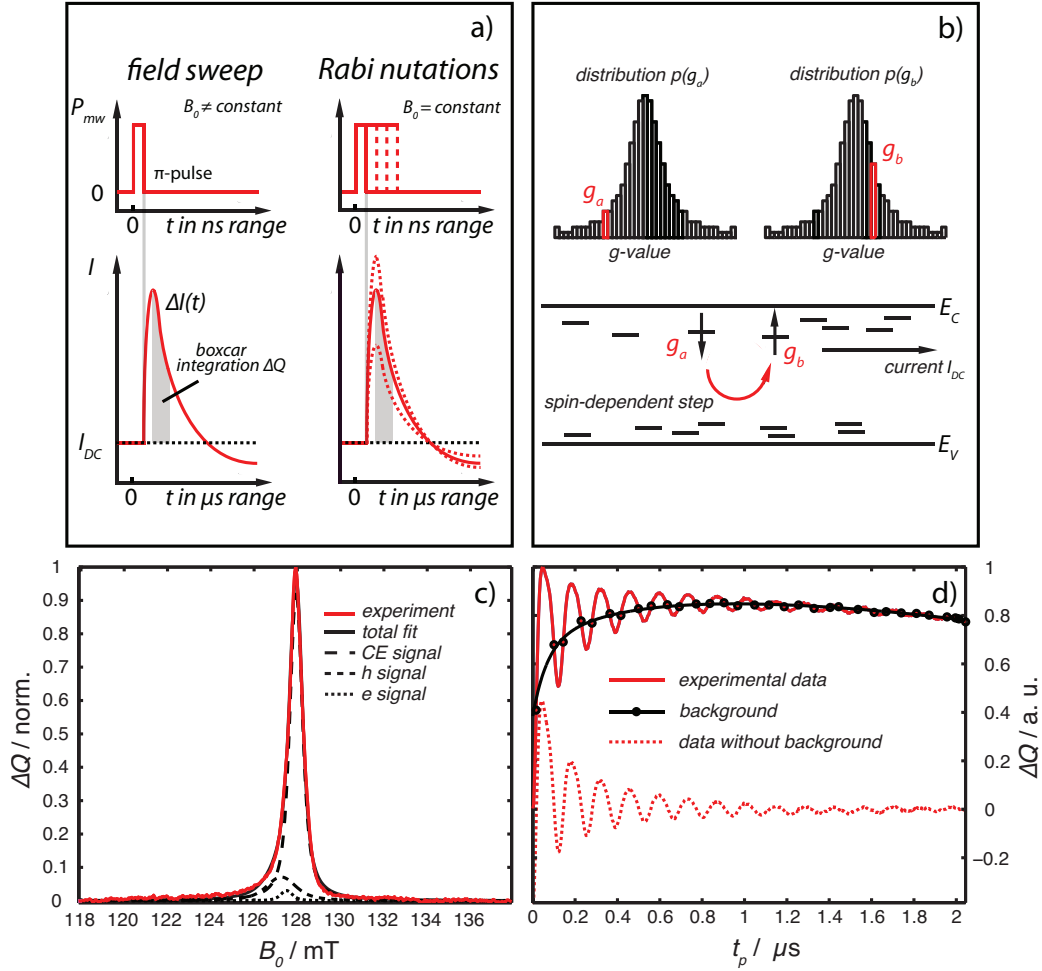 a)
field sweep
Rabi nutations
P_mw
B_0 ≠ constant
B_0 = constant
π-pulse
0
0
t in ns range
0
t in ns range
I
ΔI(t)
boxcar
integration ΔQ
I_DC
0
t in μs range
0
t in μs range
b)
distribution p(g_a)
distribution p(g_b)
g_a
g_b
g-value
g-value
E_C
g_a
g_b
current I_DC
spin-dependent step
E_V
c)
1
0.9
0.8
0.7
0.6
0.5
0.4
0.3
0.2
0.1
0
ΔQ / norm.
experiment
total fit
CE signal
h signal
e signal
118 120 122 124 126 128 130 132 134 136
B_0 / mT
d)
1
0.8
0.6
0.4
0.2
0
−0.2
ΔQ / a. u.
experimental data
background
data without background
0 0.2 0.4 0.6 0.8 1 1.2 1.4 1.6 1.8 2
t_p / μs